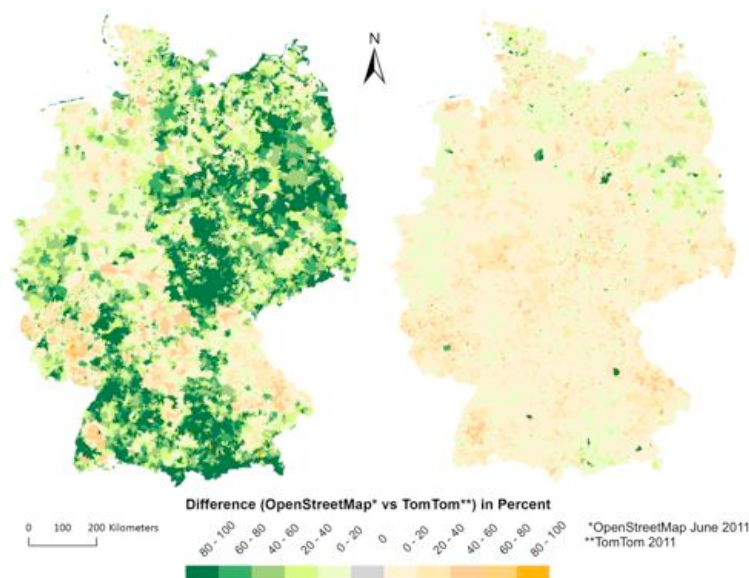 N
Difference (OpenStreetMap* vs TomTom**) in Percent
0 100 200 Kilometers
80 - 100 60 - 80 40 - 60 20 - 40 0 - 20 0 0 - 20 20 - 40 40 - 60 60 - 80 80 - 100
*OpenStreetMap June 2011
**TomTom 2011